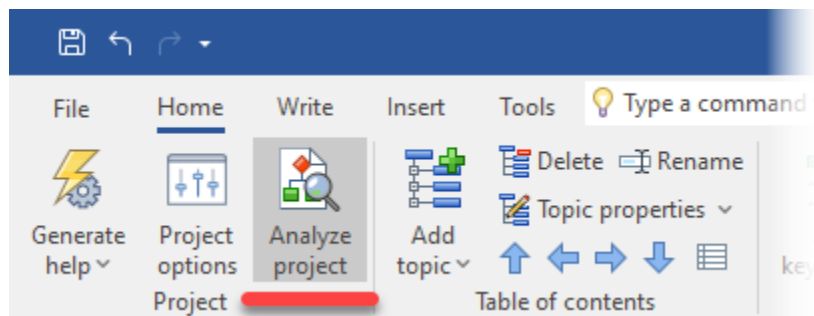 File Home Write Insert Tools Type a command
Delete Rename
Topic properties
Generate help
Project options
Analyze project
Add topic
Project Table of contents